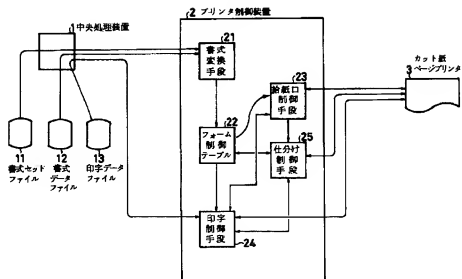 2 プリンタ制御装置
1 中央処理装置
21
書式
変換
手段
23
給紙口
制御
手段
カット紙
3 ページプリンタ
22
フォーム
制御
テーブル
25
仕分け
制御
手段
11
書式セット
ファイル
12
書式
データ
ファイル
13
印字データ
ファイル
印字
制御
手段
24